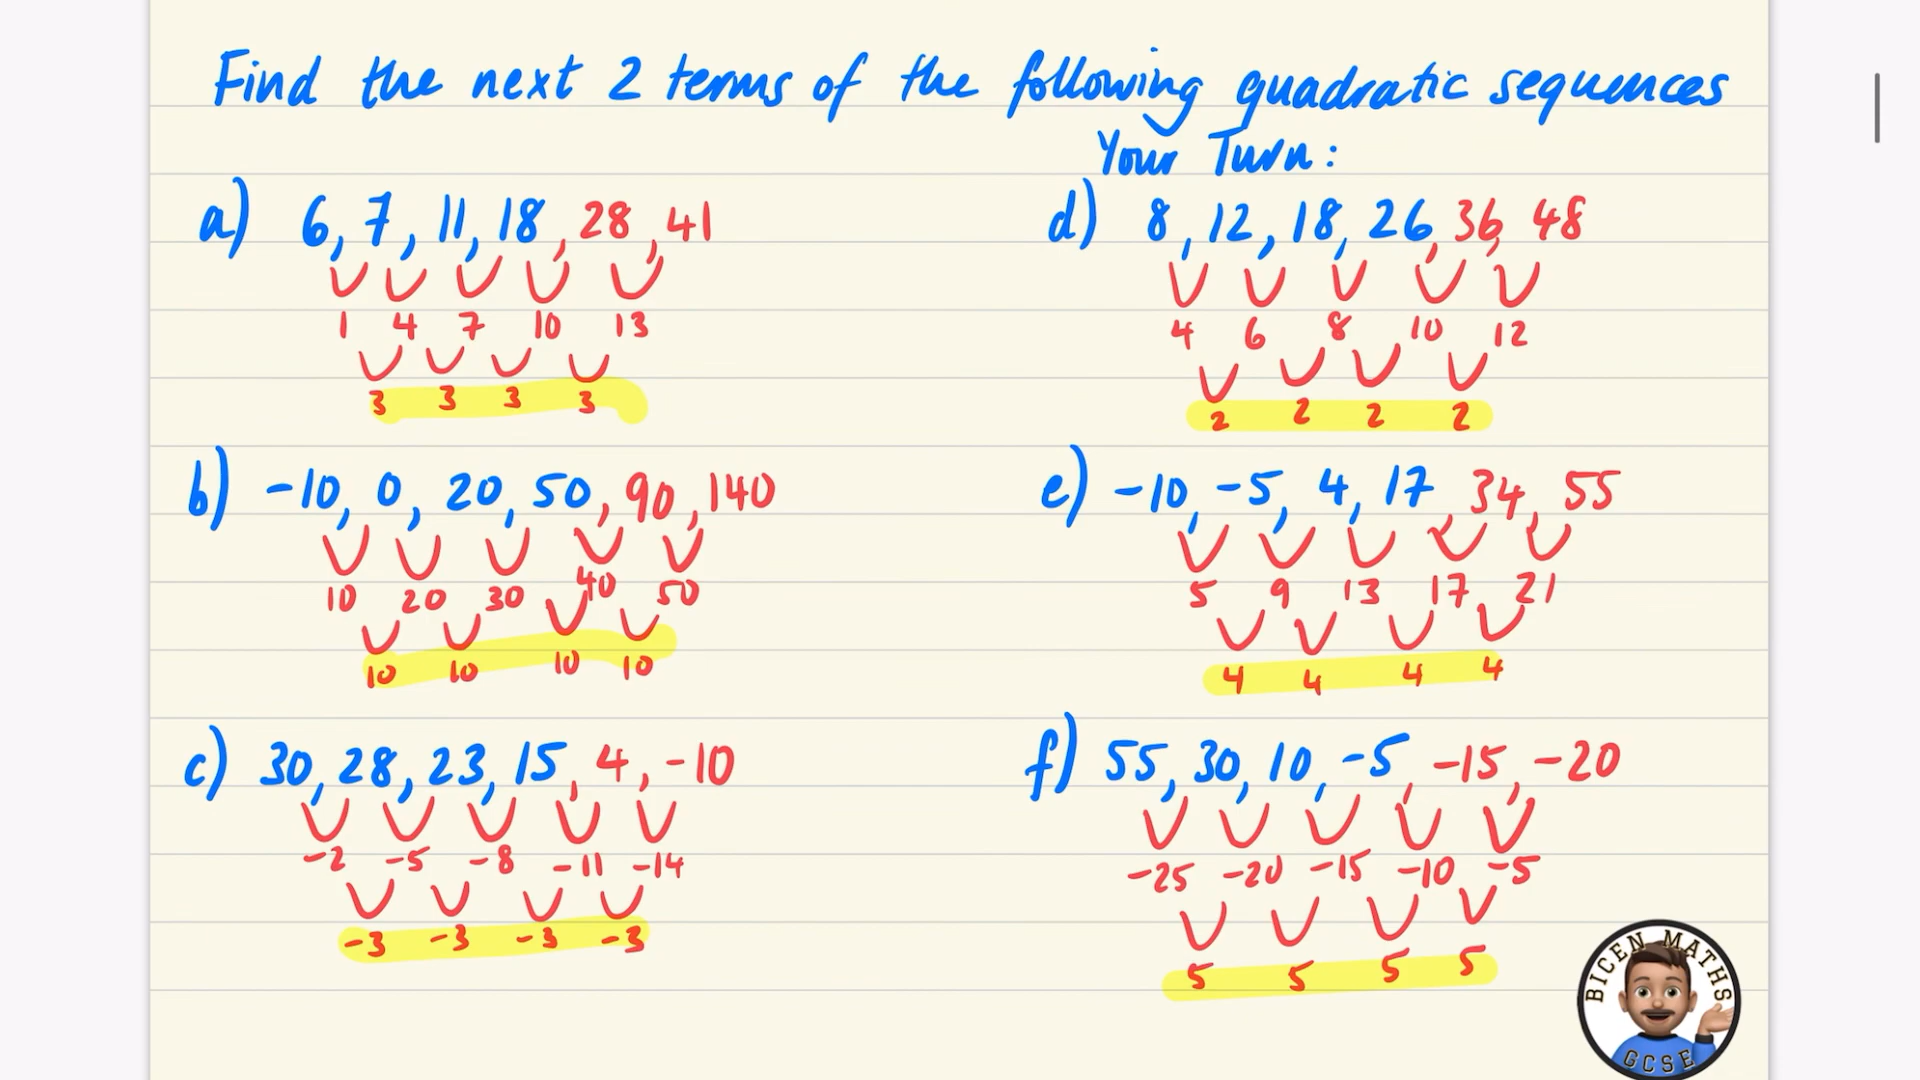 Find the next 2 terms of the following quadratic sequences
Your Turn:
a) 6, 7, 11, 18, 28, 41
1 4 7 10 13
3 3 3 3
b) -10, 0, 20, 50, 90, 140
10 20 30 40 50
10 10 10 10
c) 30, 28, 23, 15, 4, -10
-2 -5 -8 -11 -14
-3 -3 -3 -3
d) 8, 12, 18, 26, 36, 48
4 6 8 10 12
2 2 2 2
e) -10, -5, 4, 17, 34, 55
5 9 13 17 21
4 4 4 4
f) 55, 30, 10, -5, -15, -20
-25 -20 -15 -10 -5
5 5 5 5
BICEN MATHS
GCSE